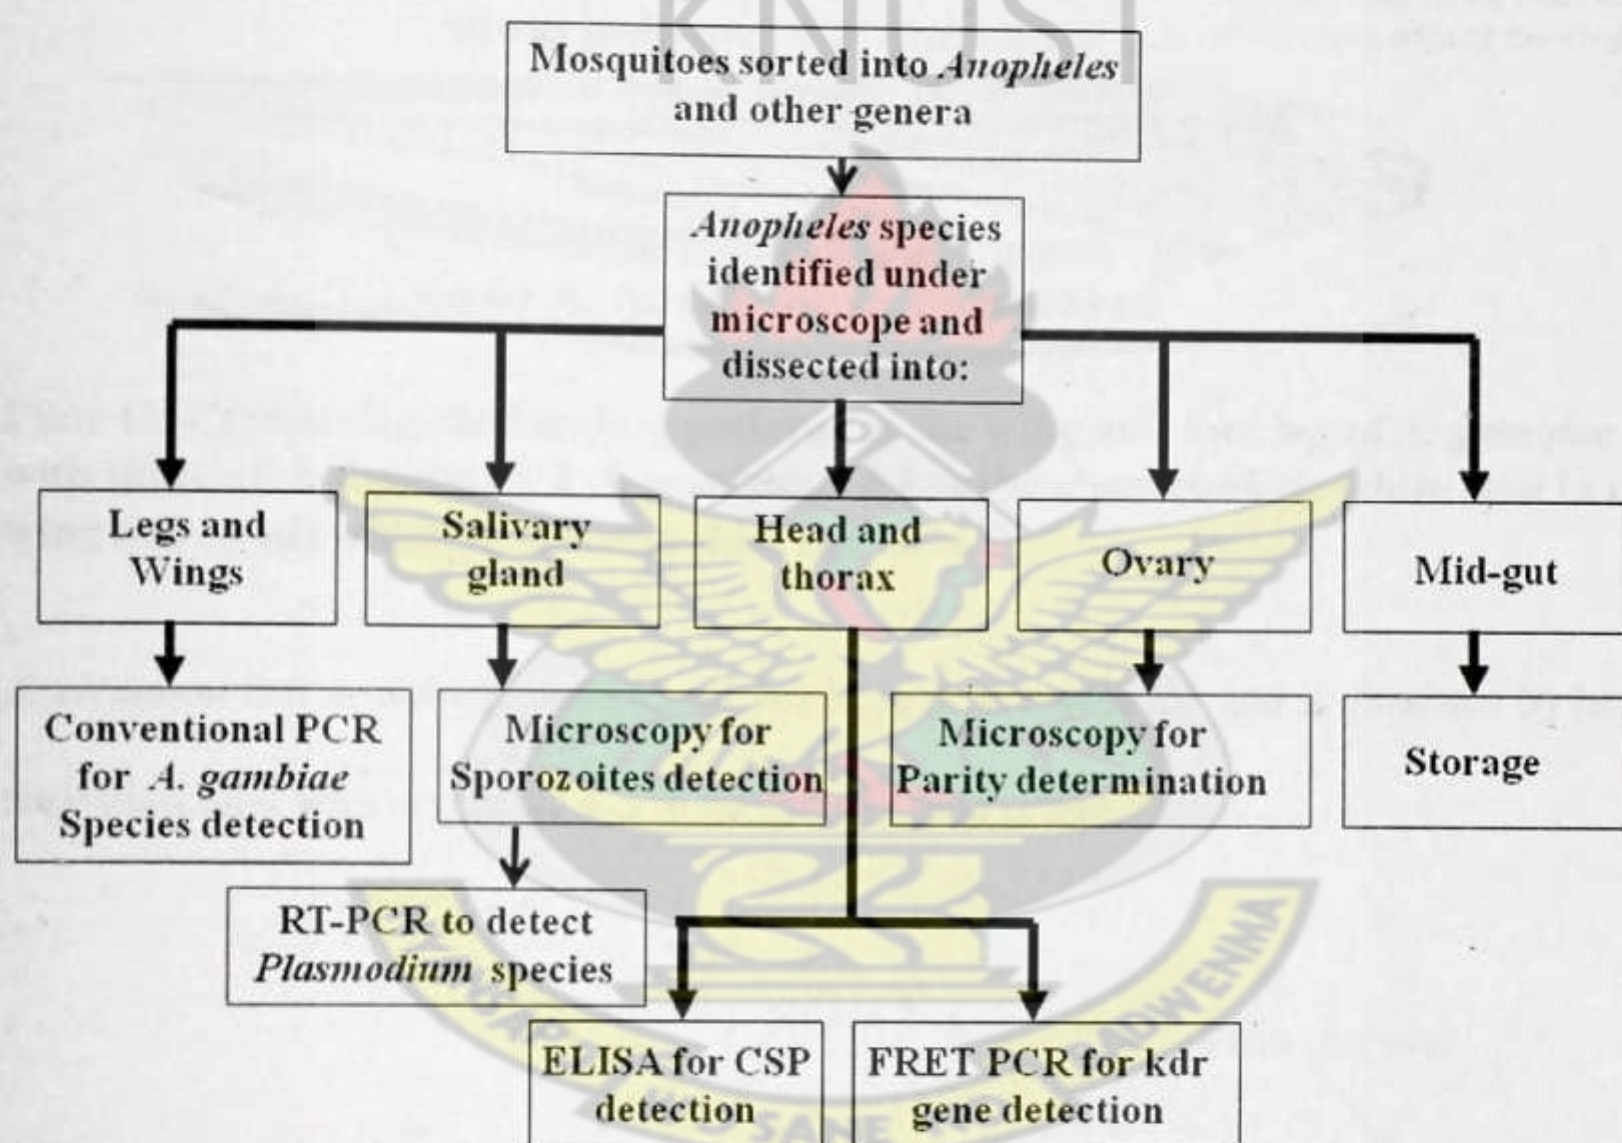 KNUST
Mosquitoes sorted into Anopheles
and other genera
Anopheles species
identified under
microscope and
dissected into:
Legs and
Wings
Salivary
gland
Head and
thorax
Ovary
Mid-gut
Conventional PCR
for A. gambiae
Species detection
Microscopy for
Sporozoites detection
Microscopy for
Parity determination
Storage
RT-PCR to detect
Plasmodium species
ELISA for CSP
detection
FRET PCR for kdr
gene detection
SANE
BADWENMA